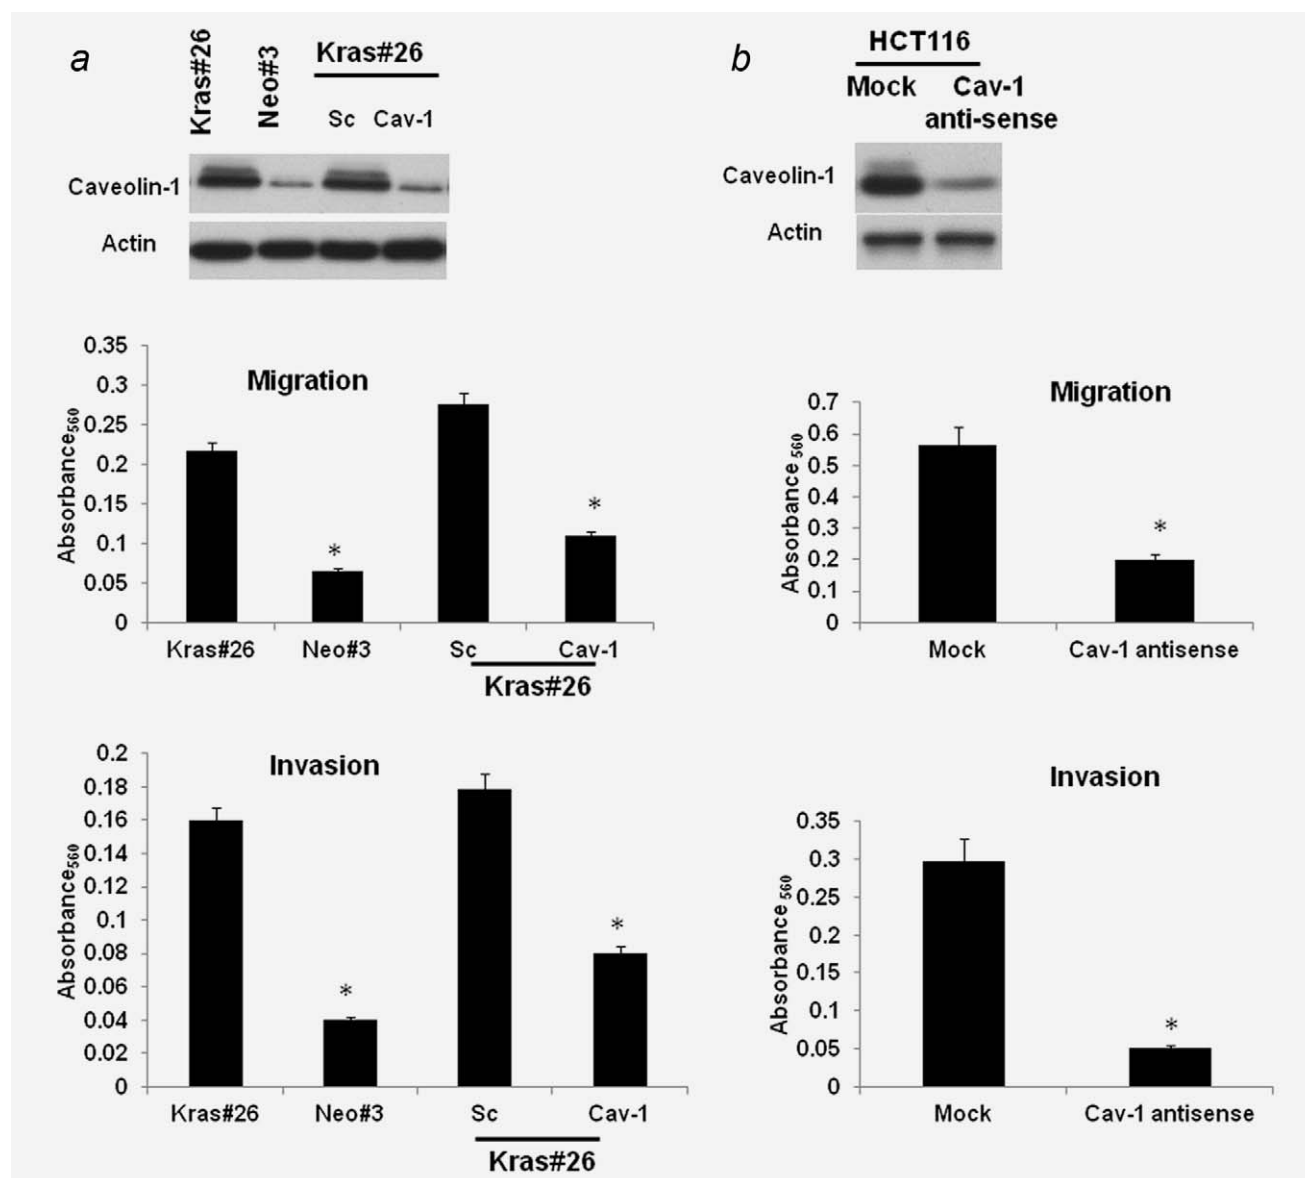 a
Kras#26
Neo#3
Kras#26
Sc Cav-1
Caveolin-1
Actin
Migration
Absorbance560
0.35
0.3
0.25
0.2
0.15
0.1
0.05
0
*
*
Kras#26 Neo#3 Sc Cav-1
Kras#26
Invasion
Absorbance560
0.2
0.18
0.16
0.14
0.12
0.1
0.08
0.06
0.04
0.02
0
*
*
Kras#26 Neo#3 Sc Cav-1
Kras#26
b
HCT116
Mock Cav-1
anti-sense
Caveolin-1
Actin
Migration
Absorbance 560
0.7
0.6
0.5
0.4
0.3
0.2
0.1
0
*
Mock Cav-1 antisense
Invasion
Absorbance 560
0.35
0.3
0.25
0.2
0.15
0.1
0.05
0
*
Mock Cav-1 antisense